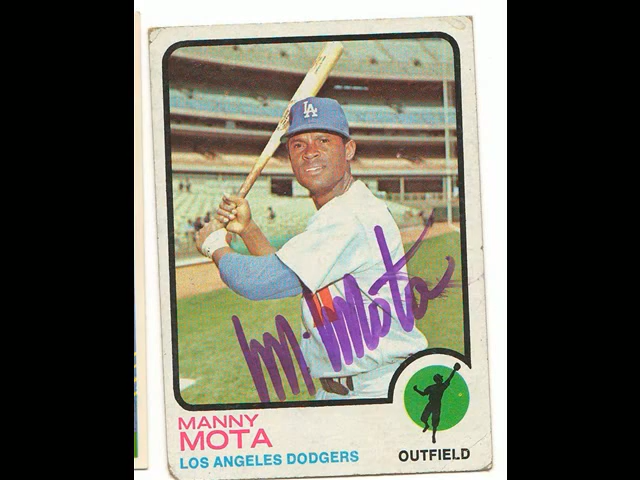 LA
M. Mota
MANNY
MOTA
LOS ANGELES DODGERS
OUTFIELD